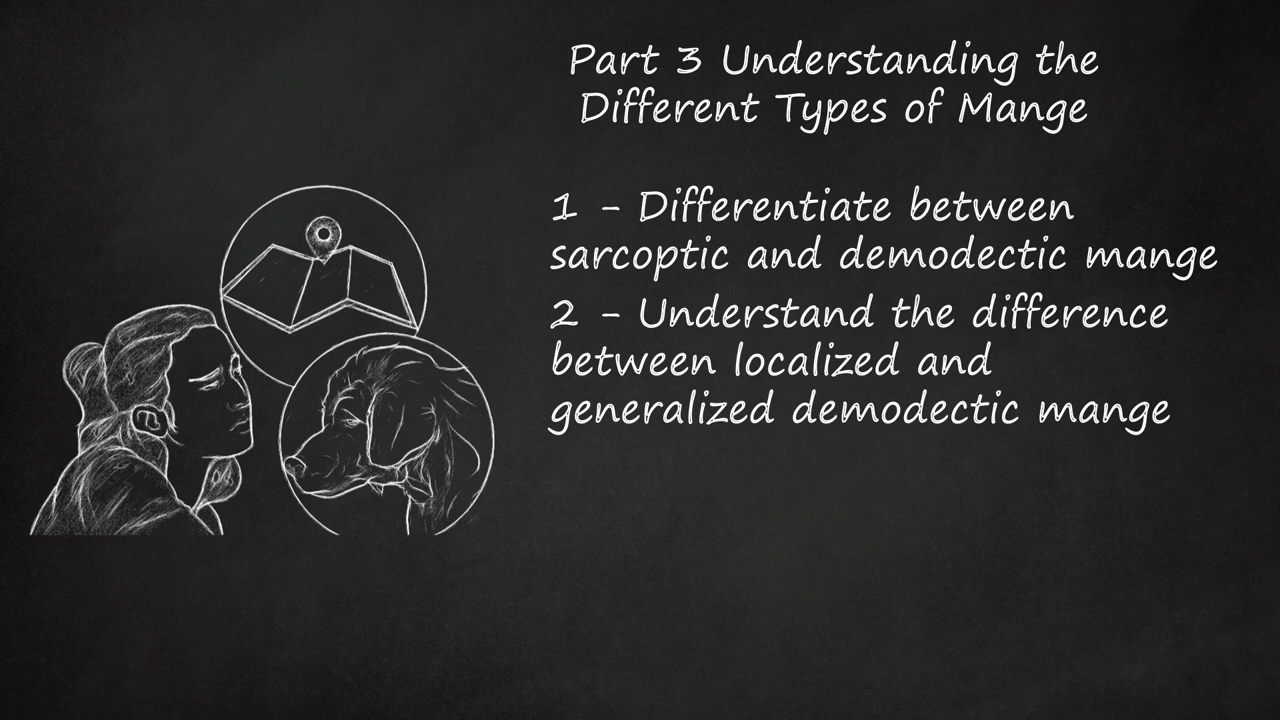 Part 3 Understanding the
Different Types of Mange
1 - Differentiate between
sarcoptic and demodectic mange
2 - Understand the difference
between localized and
generalized demodectic mange